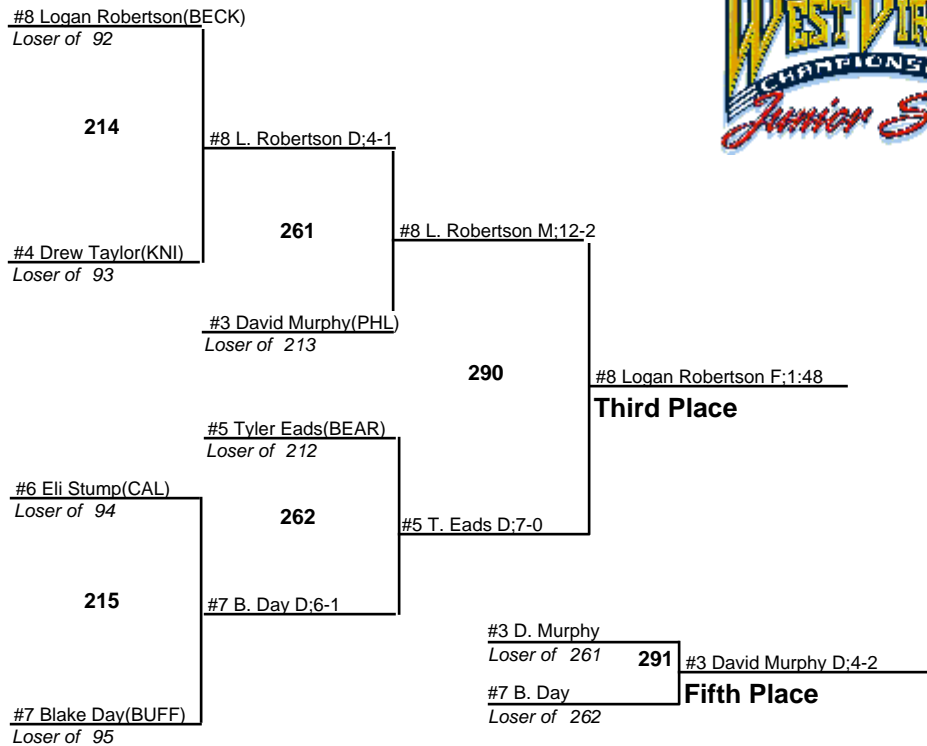 #8 Logan Robertson(BECK)
Loser of 92
WEST VIR
CHAMPIONS
Junior S
214
#8 L. Robertson D;4-1
261
#8 L. Robertson M;12-2
#4 Drew Taylor(KNI)
Loser of 93
#3 David Murphy(PHL)
Loser of 213
290
#8 Logan Robertson F;1:48
Third Place
#5 Tyler Eads(BEAR)
Loser of 212
#6 Eli Stump(CAL)
Loser of 94
262
#5 T. Eads D;7-0
215
#7 B. Day D;6-1
#3 D. Murphy
Loser of 261
291
#3 David Murphy D;4-2
#7 B. Day
Fifth Place
Loser of 262
#7 Blake Day(BUFF)
Loser of 95